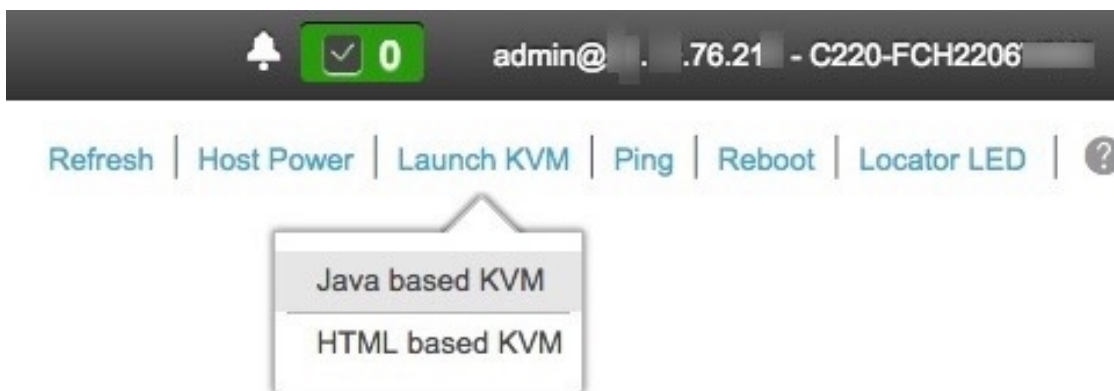 0 admin@ . .76.21 - C220-FCH2206
Refresh | Host Power | Launch KVM | Ping | Reboot | Locator LED | ?
Java based KVM
HTML based KVM